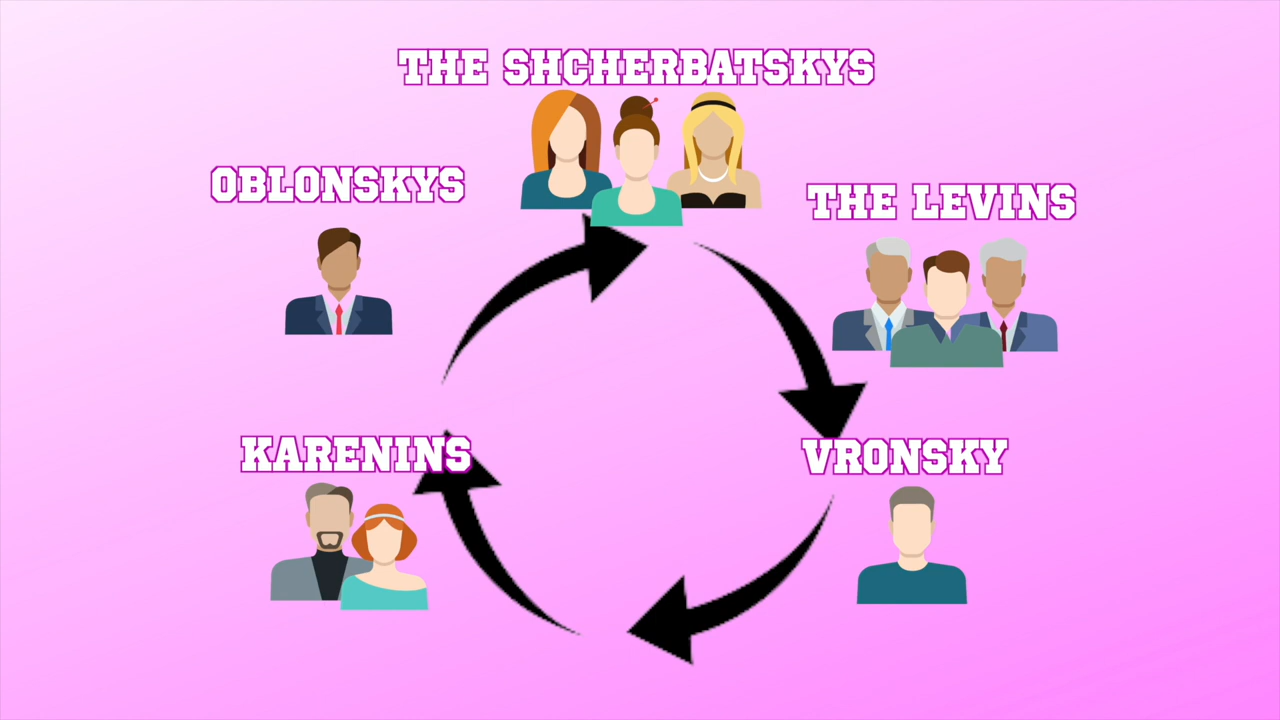 THE SHCHERBATSKYS
OBLONSKYS
THE LEVINS
KARENINS
VRONSKY